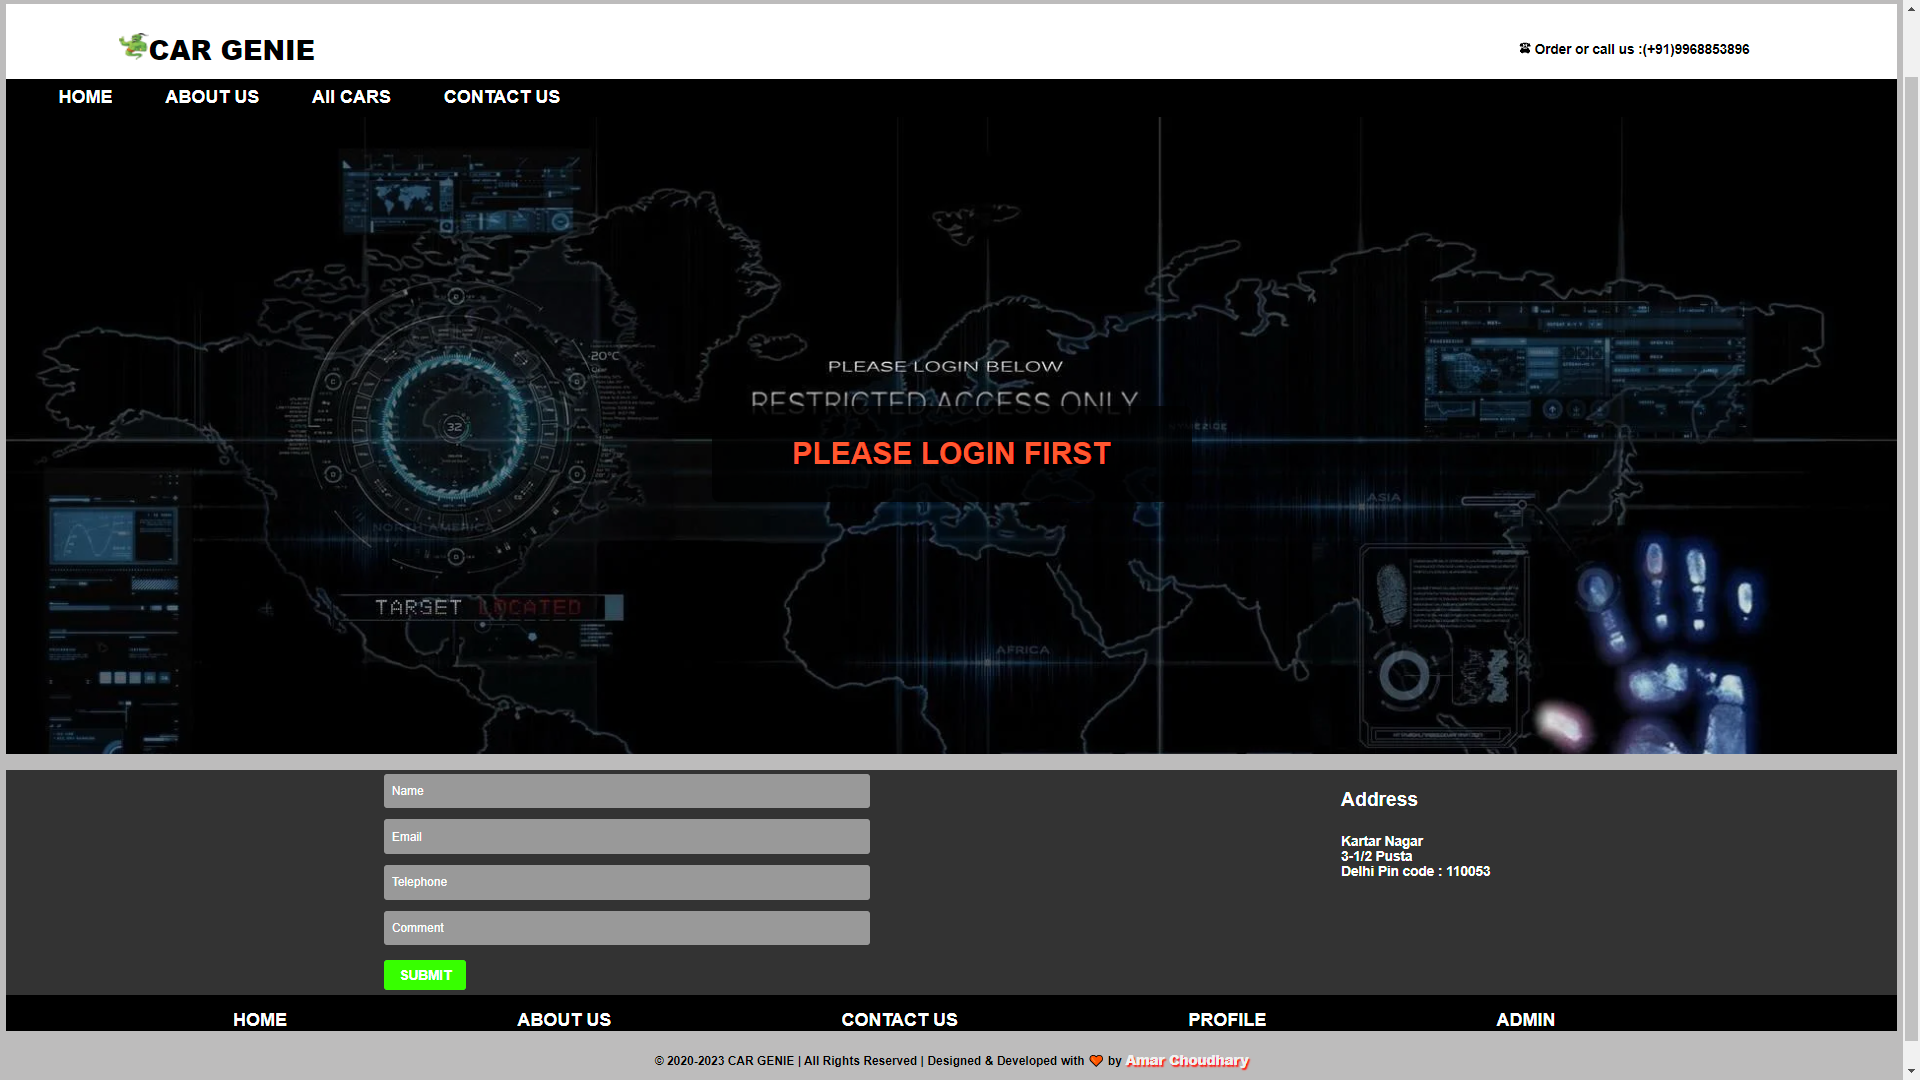 CAR GENIE
Order or call us :(+91)9968853896
HOME
ABOUT US
All CARS
CONTACT US
20°C
PLEASE LOGIN BELOW
RESTRICTED ACCESS ONLY
32
PLEASE LOGIN FIRST
ASIA
NORTH AMERICA
TARGET LOCATED
AFRICA
Name
Email
Telephone
Comment
SUBMIT
Address
Kartar Nagar
3-1/2 Pusta
Delhi Pin code : 110053
HOME
ABOUT US
CONTACT US
PROFILE
ADMIN
© 2020-2023 CAR GENIE | All Rights Reserved | Designed & Developed with 🧡 by Amar Choudhary